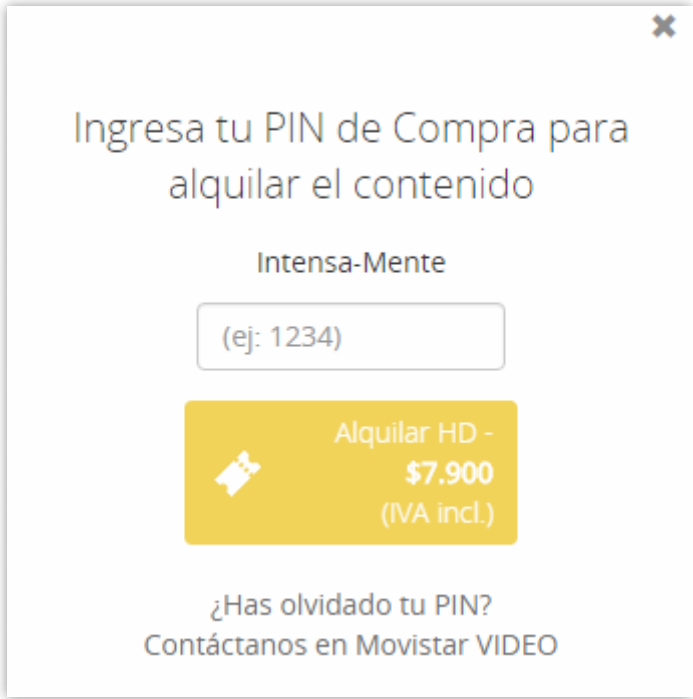 Ingresa tu PIN de Compra para
alquilar el contenido
Intensa-Mente
(ej: 1234)
Alquilar HD -
$7.900
(IVA incl.)
¿Has olvidado tu PIN?
Contáctanos en Movistar VIDEO